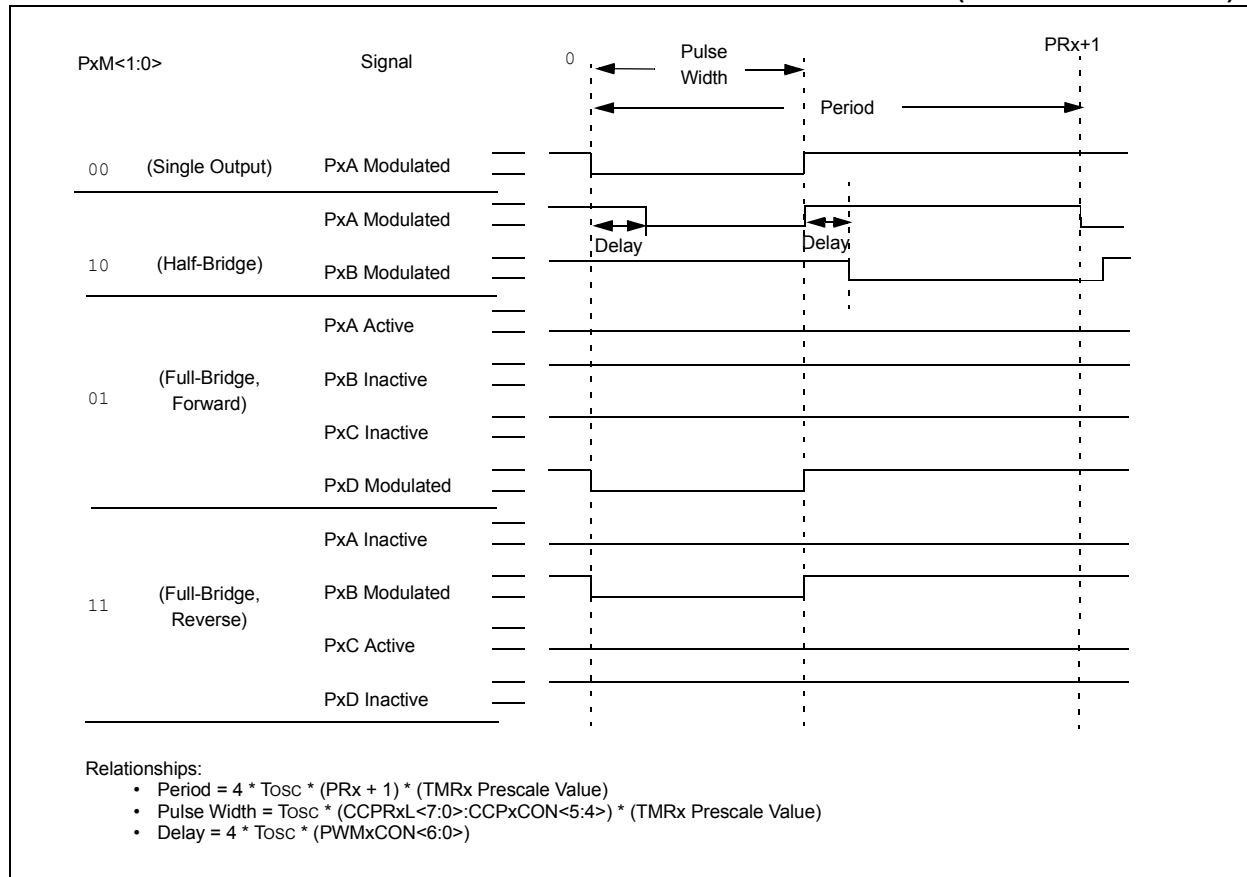 PxM<1:0>
Signal
0
Pulse
Width
PRx+1
Period
00
(Single Output)
PxA Modulated
PxA Modulated
Delay
Delay
10
(Half-Bridge)
PxB Modulated
PxA Active
01
(Full-Bridge,
Forward)
PxB Inactive
PxC Inactive
PxD Modulated
PxA Inactive
11
(Full-Bridge,
Reverse)
PxB Modulated
PxC Active
PxD Inactive
Relationships:
• Period = 4 * TOSC * (PRx + 1) * (TMRx Prescale Value)
• Pulse Width = TOSC * (CCPRxL<7:0>:CCPxCON<5:4>) * (TMRx Prescale Value)
• Delay = 4 * TOSC * (PWMxCON<6:0>)